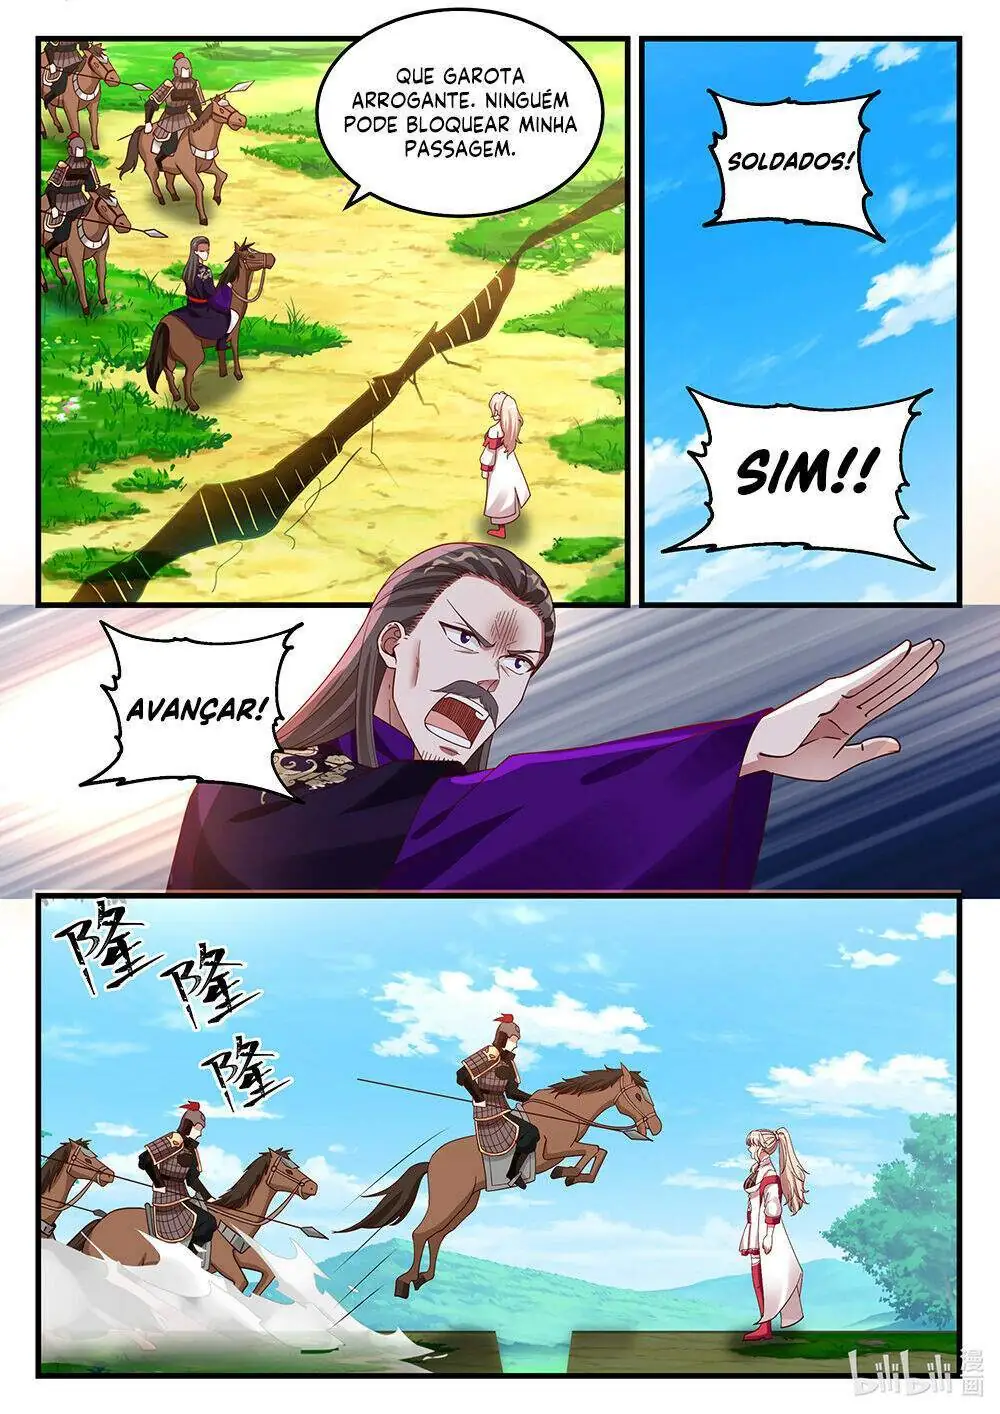 QUE GAROTA
ARROGANTE. NINGUÉM
PODE BLOQUEAR MINHA
PASSAGEM.
SOLDADOS!
SIM!!
AVANÇAR!
隆
隆
隆
bilibili
漫画